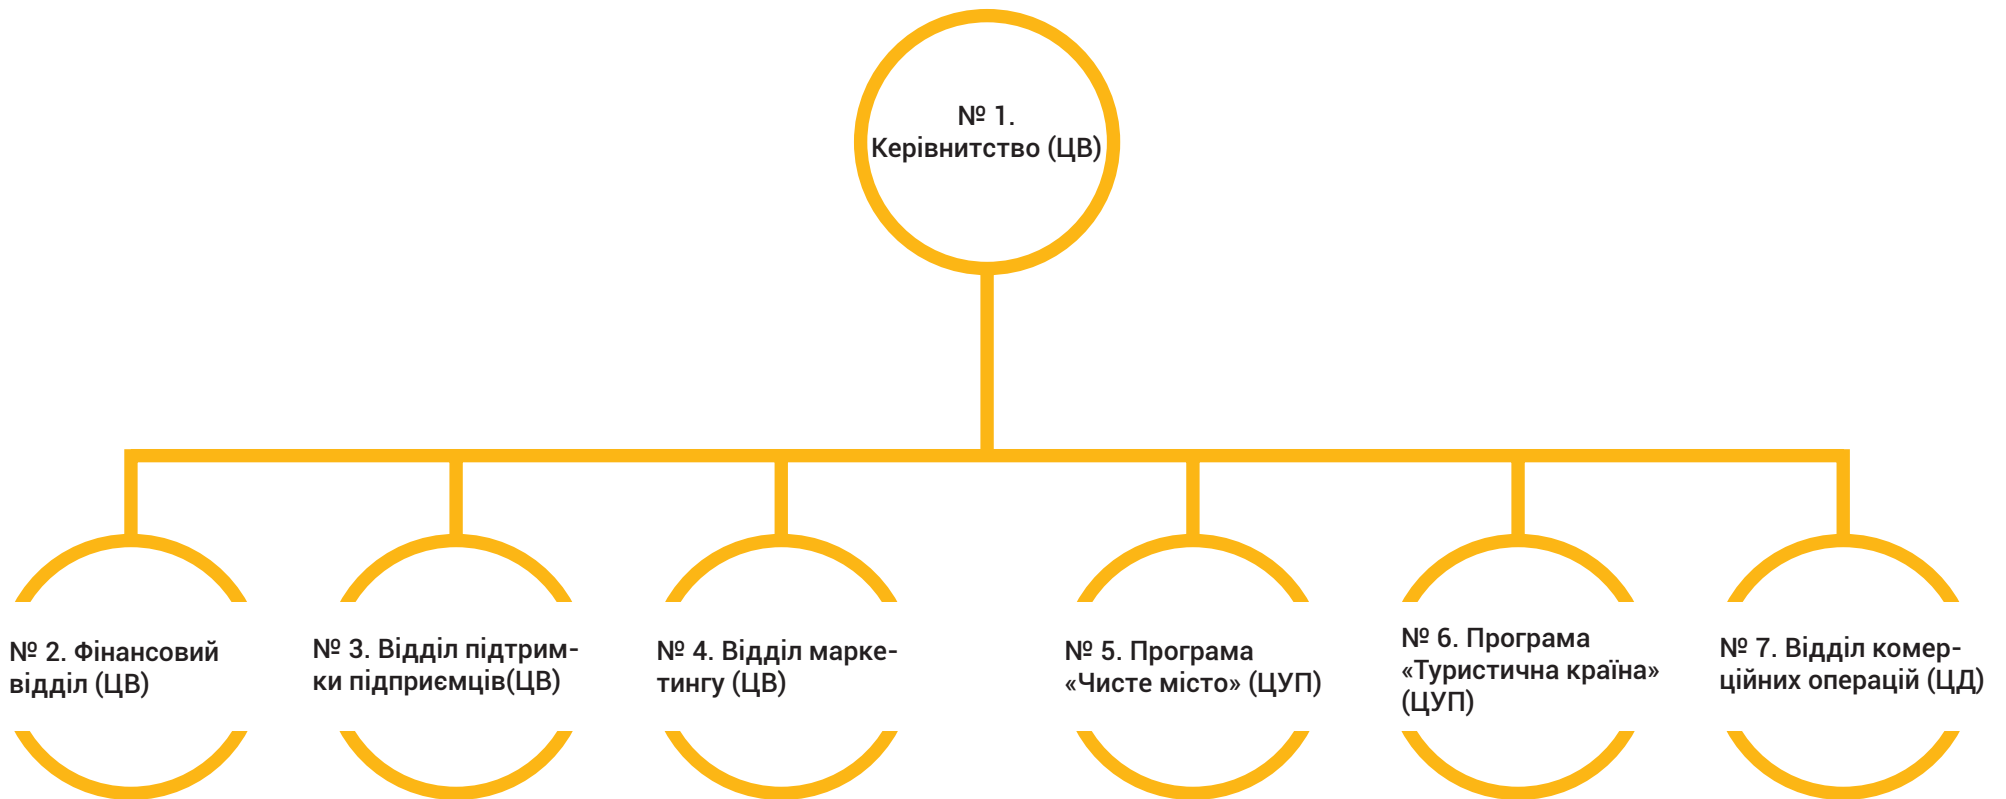 № 1.
Керівнитство (ЦВ)
№ 2. Фінансовий
відділ (ЦВ)
№ 3. Відділ підтрим-
ки підприємців(ЦВ)
№ 4. Відділ марке-
тингу (ЦВ)
№ 5. Програма
«Чисте місто» (ЦУП)
№ 6. Програма
«Туристична країна»
(ЦУП)
№ 7. Відділ комер-
ційних операцій (ЦД)